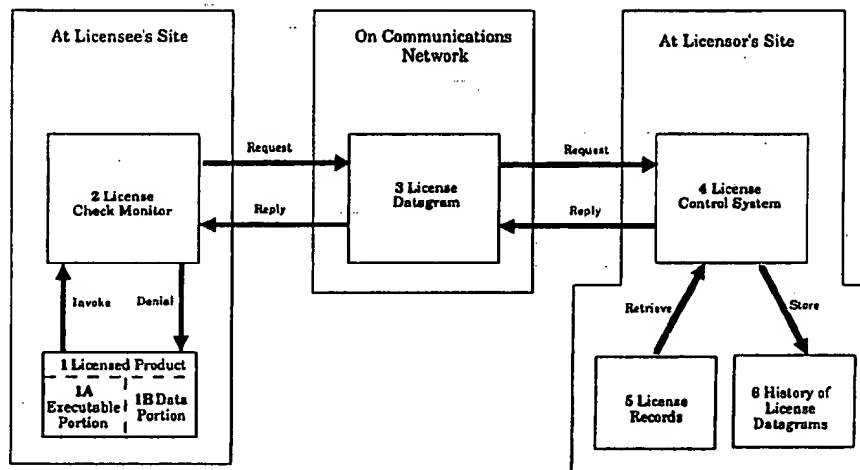 At Licensee's Site
On Communications
Network
At Licensor's Site
Request
Request
2 License
Check Monitor
3 License
Datagram
4 License
Control System
Reply
Reply
Invoke
Denial
Retrieve
Store
1 Licensed Product
1A
Executable
Portion
1B Data
Portion
5 License
Records
6 History of
License
Datagrams